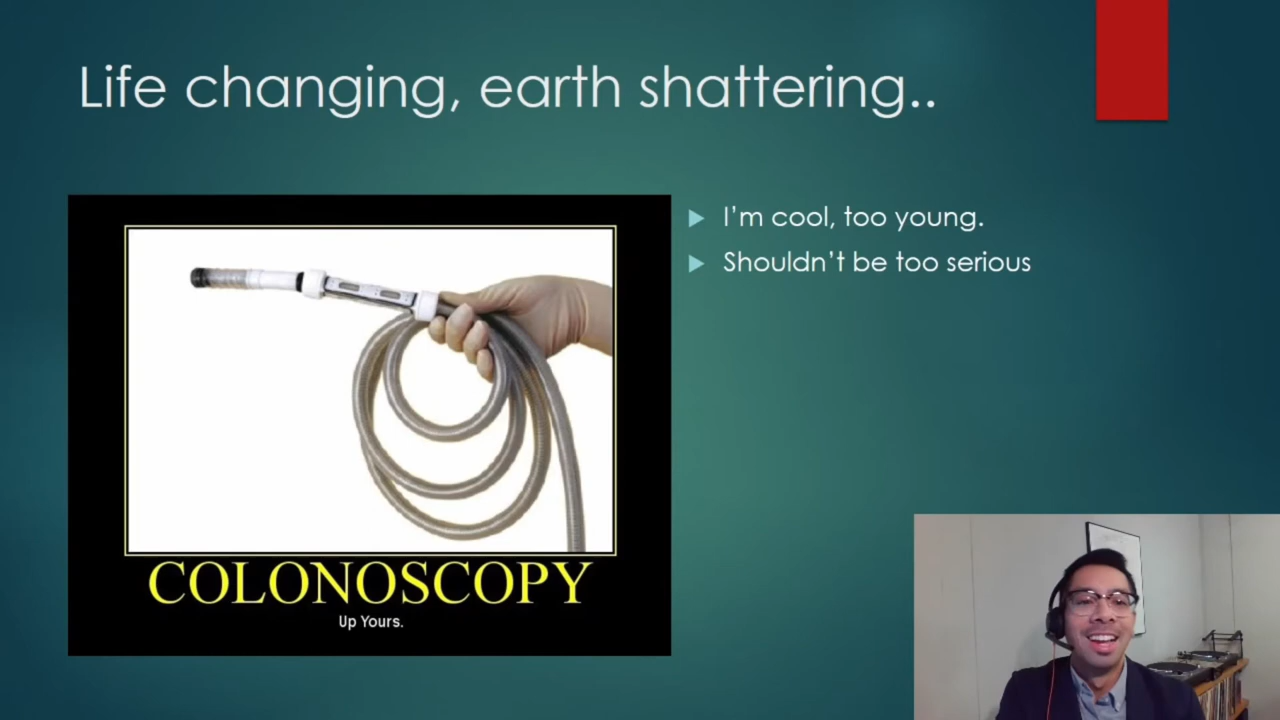 Life changing, earth shattering..
I'm cool, too young.
Shouldn't be too serious
COLONOSCOPY
Up Yours.